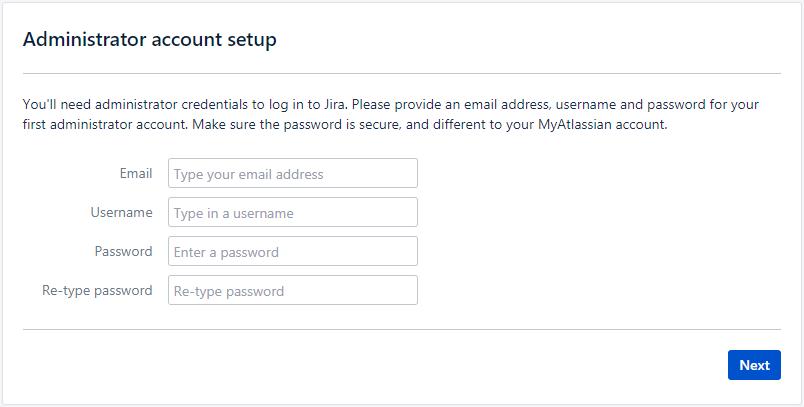 Administrator account setup
You'll need administrator credentials to log in to Jira. Please provide an email address, username and password for your
first administrator account. Make sure the password is secure, and different to your MyAtlassian account.
Email Type your email address
Username Type in a username
Password Enter a password
Re-type password Re-type password
Next